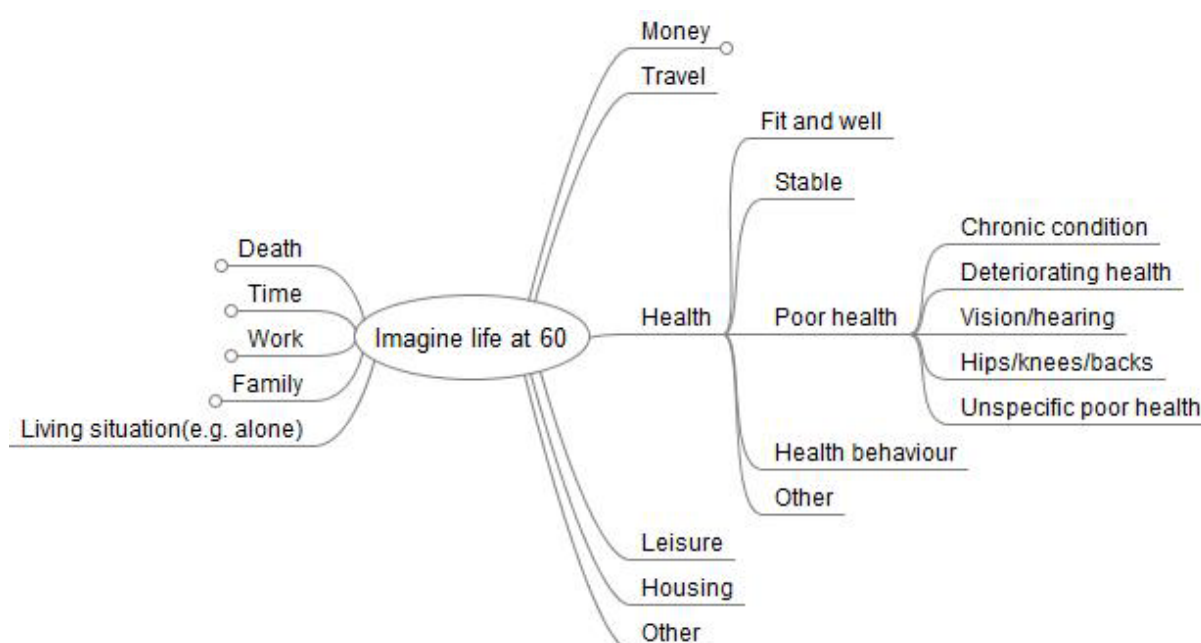 Money
Travel
Fit and well
Stable
Chronic condition
Death
Deteriorating health
Time
Imagine life at 60
Health
Poor health
Vision/hearing
Work
Hips/knees/backs
Family
Unspecific poor health
Living situation(e.g. alone)
Health behaviour
Other
Leisure
Housing
Other